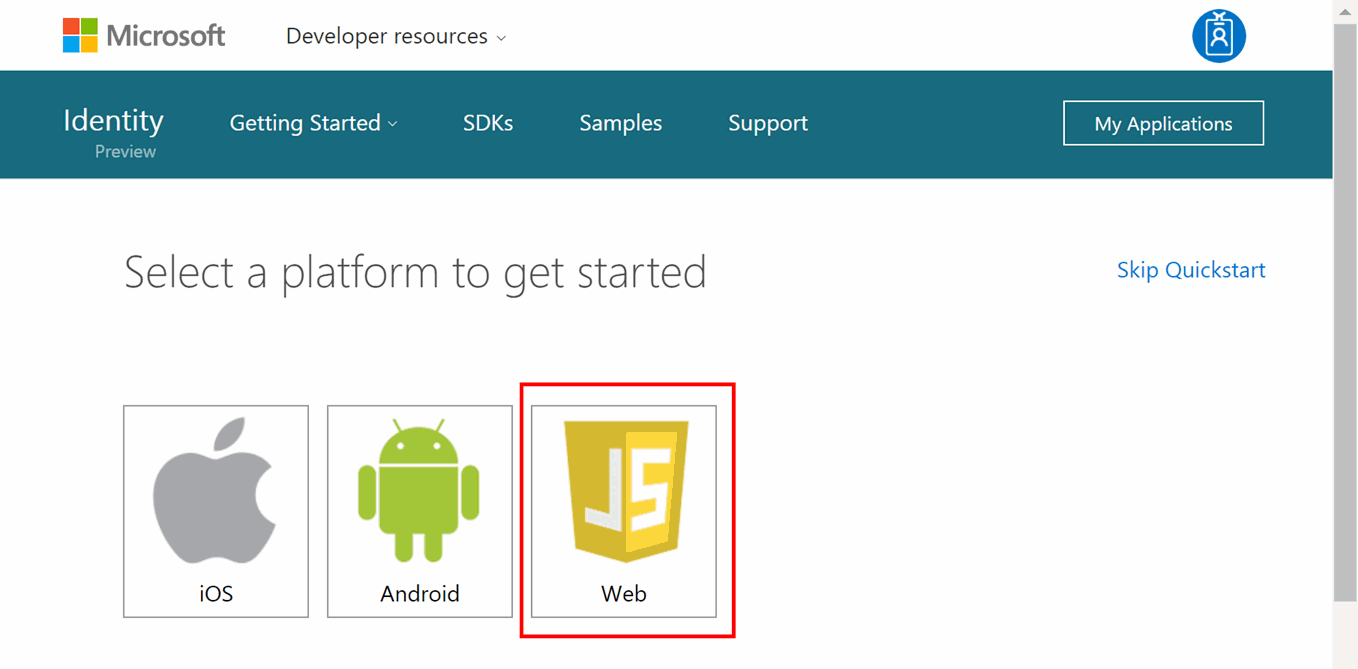 Microsoft Developer resources
Identity Getting Started SDKs Samples Support My Applications
Preview
Select a platform to get started Skip Quickstart
JS
iOS Android Web